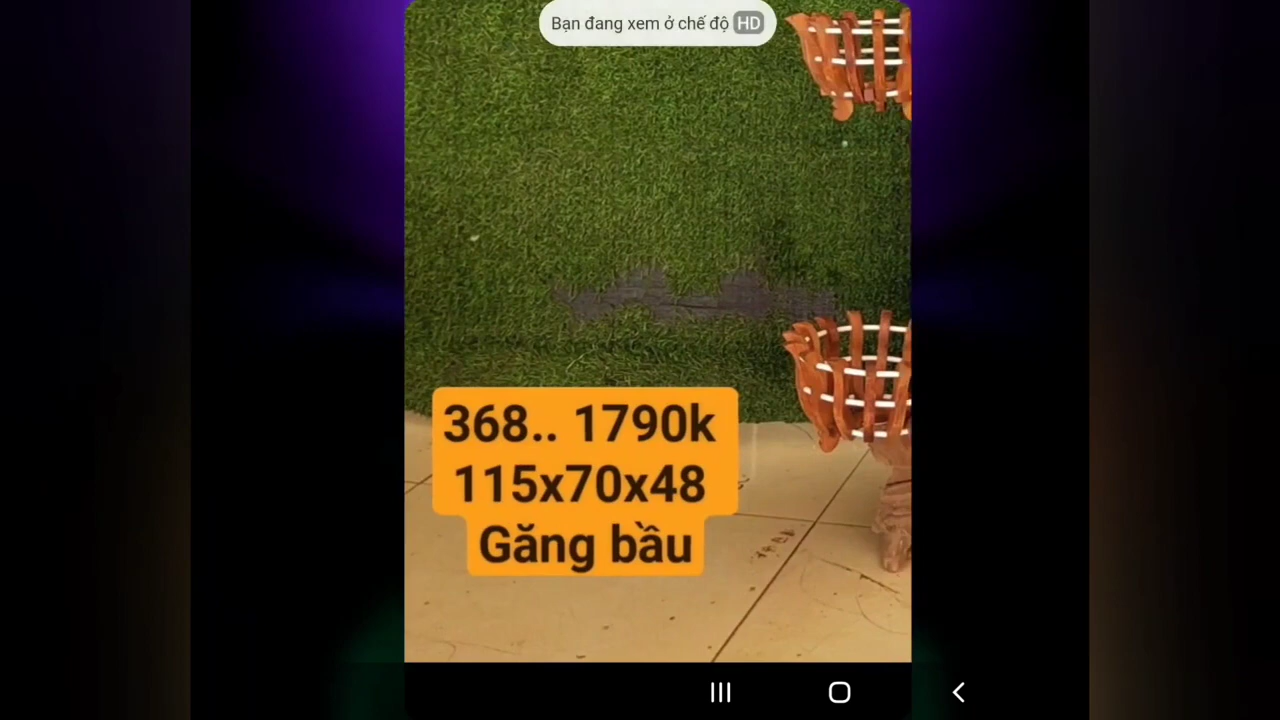 Bạn đang xem ở chế độ HD
368.. 1790k
115x70x48
Găng bầu